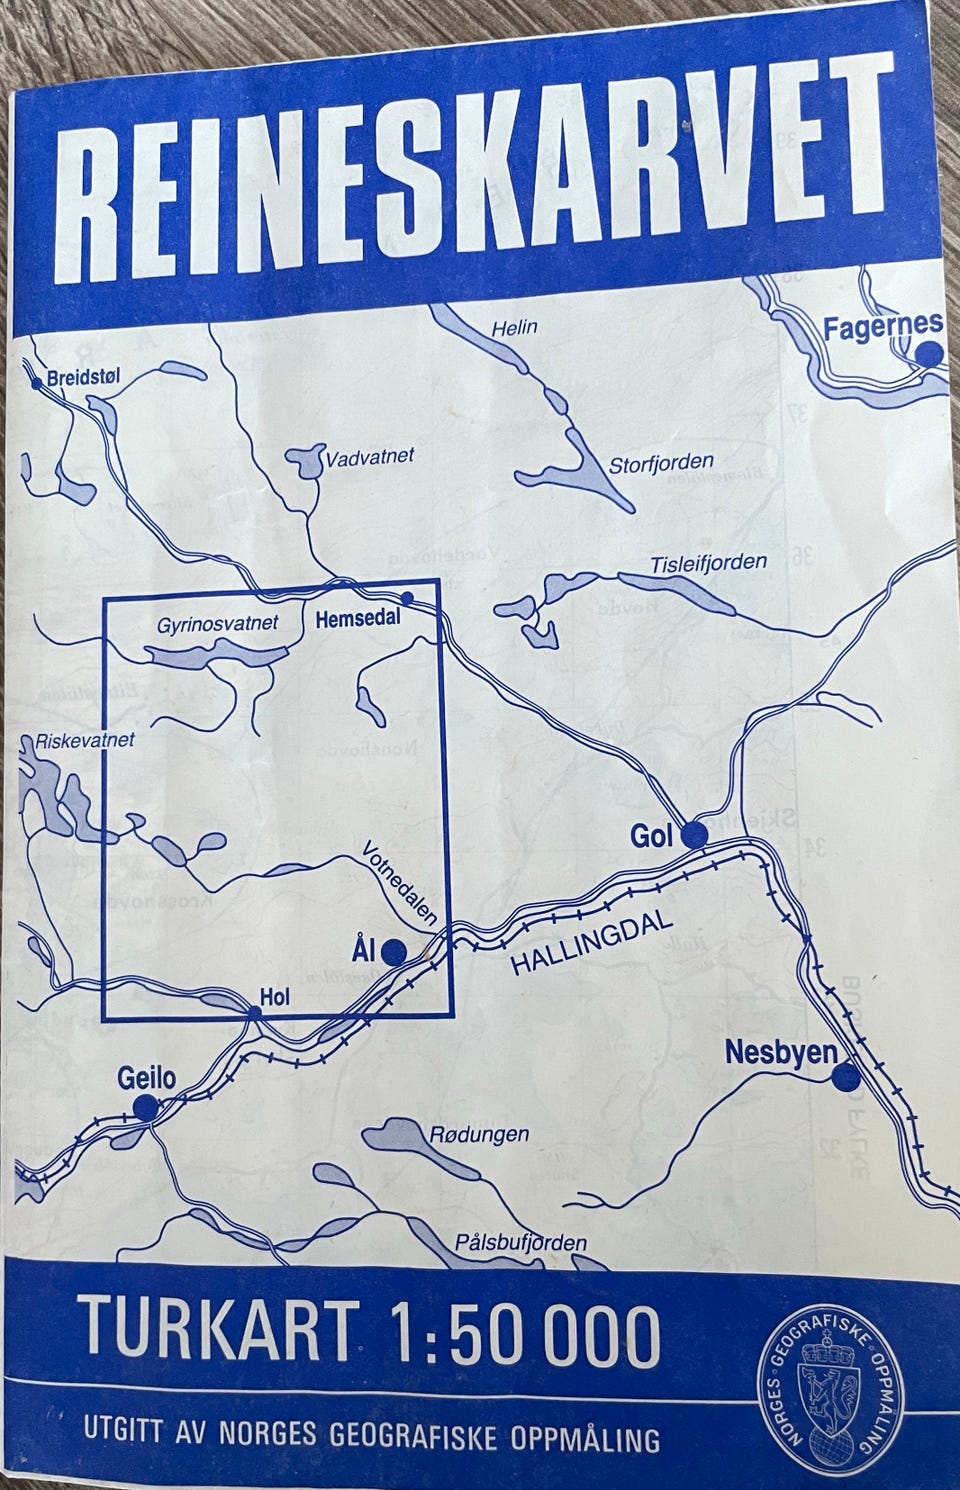 REINESKARVET
Helin
Fagernes
Breidstøl
Vadvatnet
Storfjorden
Tisleifjorden
Gyrinosvatnet
Hemsedal
Riskevatnet
Gol
Votnedalen
Ål
HALLINGDAL
Hol
Nesbyen
Geilo
Rødungen
Pålsbufjorden
TURKART 1:50 000
UTGITT AV NORGES GEOGRAFISKE OPPMÅLING
NORGES GEOGRAFISKE OPPMÅLING